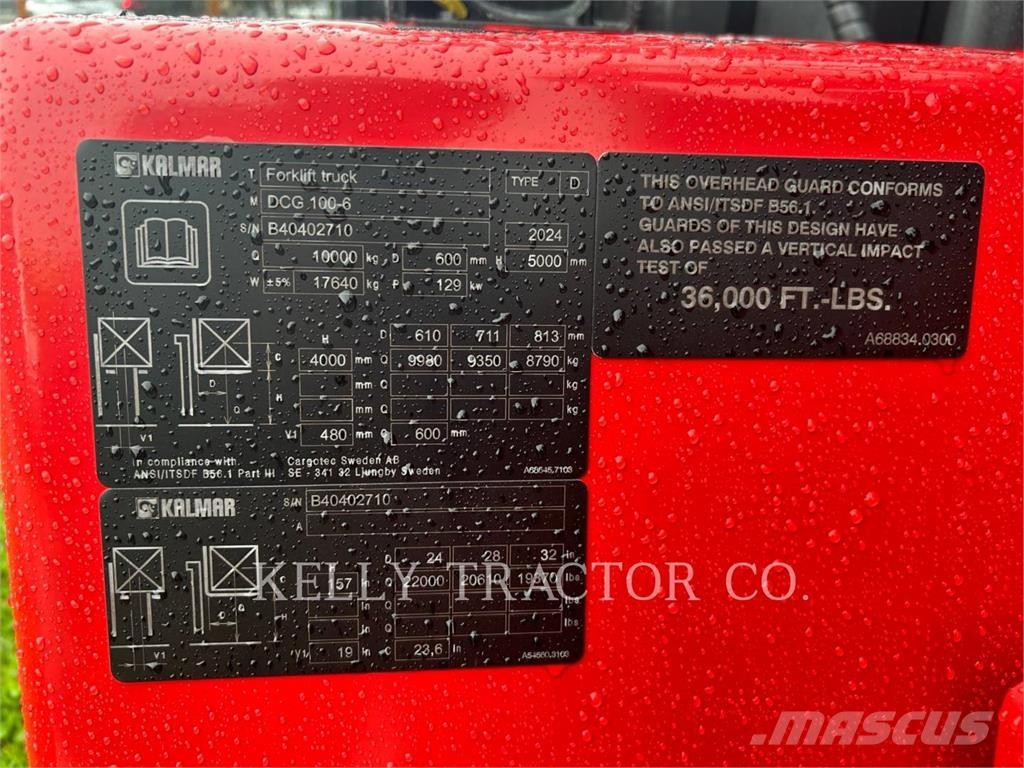 KALMAR
T Forklift truck TYPE D
M DCG 100-6
S/N B40402710 2024
Q 10000 kg D 600 mm H 5000 mm
W ±5% 17640 kg P 129 kw
H D 610 711 813 mm
C 4000 mm Q 9980 9350 8790 kg
D H mm Q kg
Q mm Q kg
V1 V1 480 mm C 600 mm
In compliance with Cargotec Sweden AB
ANSI/ITSDF B56.1 Part III SE - 341 32 Ljungby Sweden A68645.7103
THIS OVERHEAD GUARD CONFORMS
TO ANSI/ITSDF B56.1.
GUARDS OF THIS DESIGN HAVE
ALSO PASSED A VERTICAL IMPACT
TEST OF
36,000 FT.-LBS.
A68834.0300
KALMAR
S/N B40402710
A
D 24 28 32 In
157 In Q 22000 20610 19370 lbs
In Q lbs
V1 V1 19 In C 23,6 In
KELLY TRACTOR CO.
MASCUS